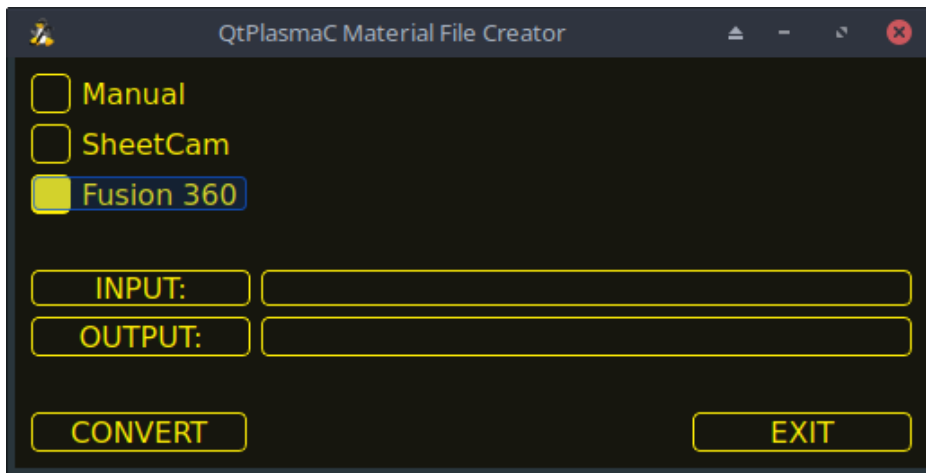 QtPlasmaC Material File Creator
Manual
SheetCam
Fusion 360
INPUT:
OUTPUT:
CONVERT EXIT